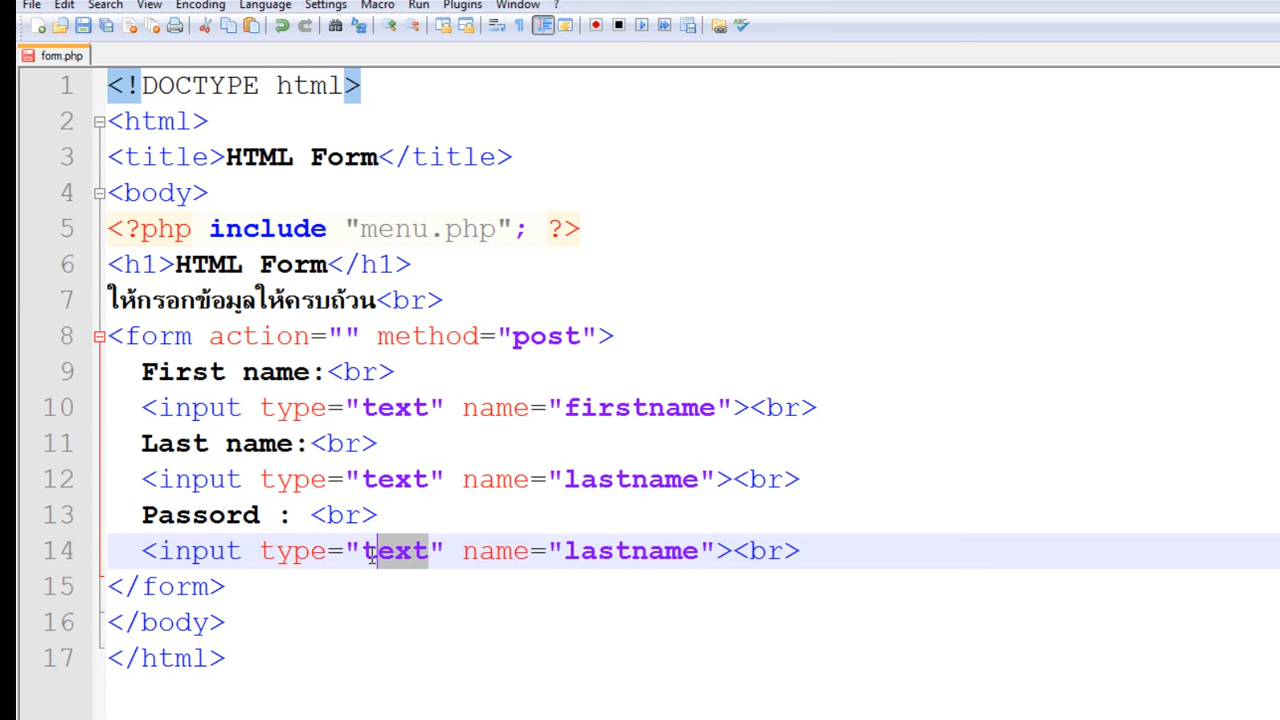 File Edit Search View Encoding Language Settings Macro Run Plugins Window ?
form.php
1 <!DOCTYPE html>
2 <html>
3 <title>HTML Form</title>
4 <body>
5 <?php include "menu.php"; ?>
6 <h1>HTML Form</h1>
7 ให้กรอกข้อมูลให้ครบถ้วน<br>
8 <form action="" method="post">
9 First name:<br>
10 <input type="text" name="firstname"><br>
11 Last name:<br>
12 <input type="text" name="lastname"><br>
13 Passord : <br>
14 <input type="text" name="lastname"><br>
15 </form>
16 </body>
17 </html>